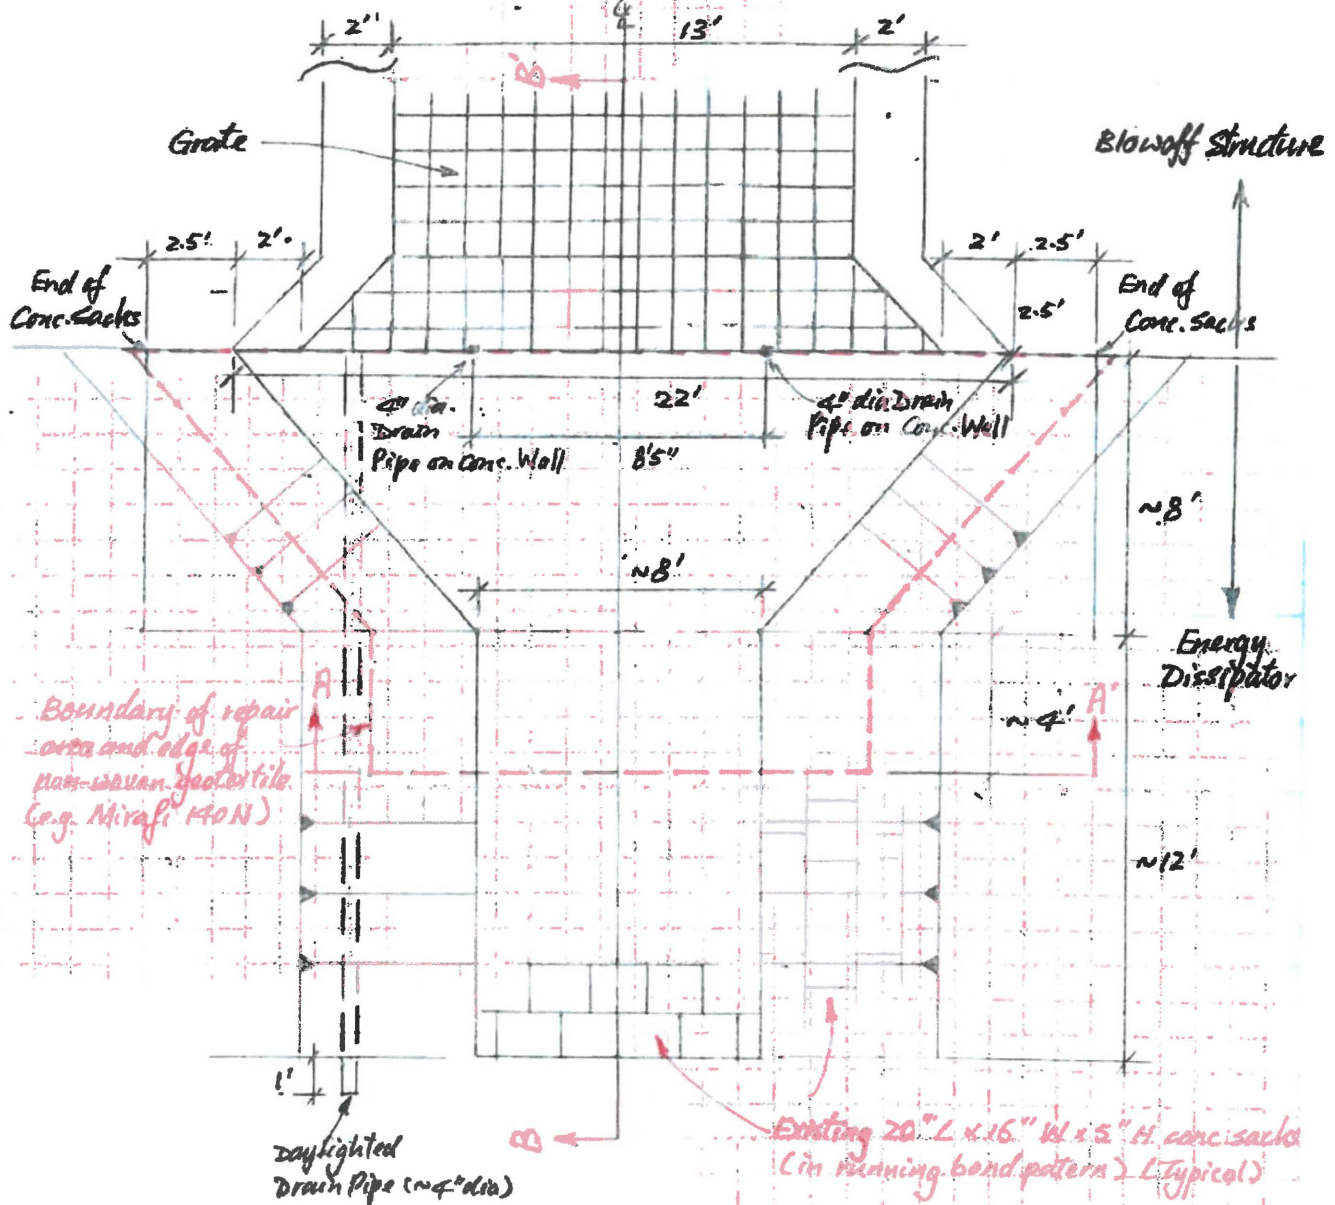 ℄
2'
13'
2'
B'
Grate
Blowoff Structure
2.5'
2'
2'
2.5'
End of
Conc. Sacks
2.5'
End of
Conc. Sacks
22'
4" dia.
Drain
Pipe on Conc. Wall
4" dia Drain
Pipe on Conc. Wall
8'5"
~8'
~8'
Energy
Dissipator
A
A'
~4'
Boundary of repair
area and edge of
non-woven geotextile
(e.g. Mirafi 140N)
~12'
1'
B
Daylighted
Drain Pipe (~4" dia)
Existing 20" L x 16" W x 5" H conc. sacks
(in running bond patern) (Typical)